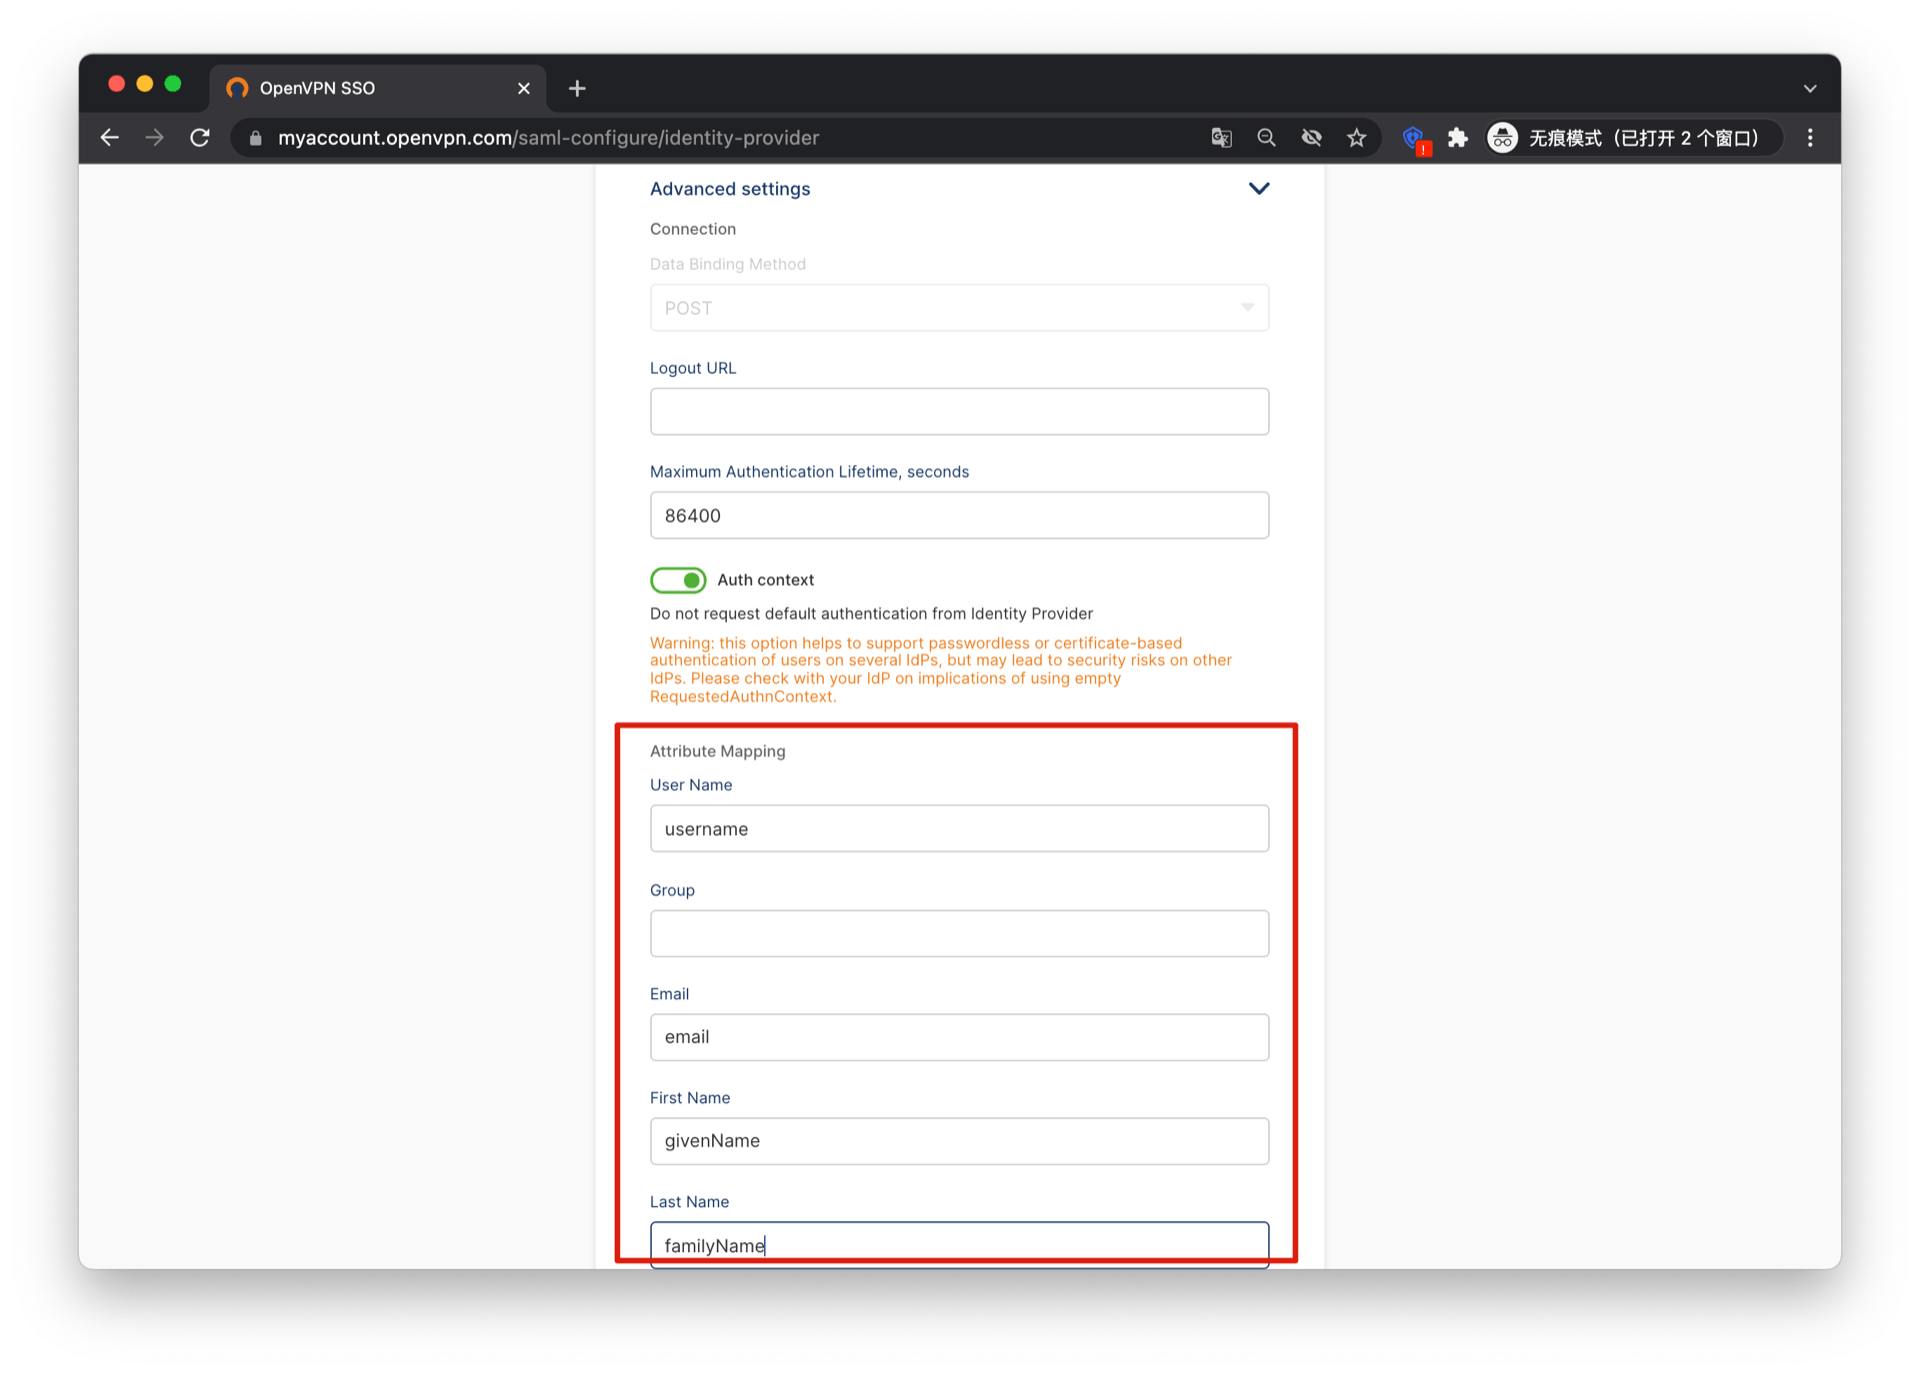 OpenVPN SSO
myaccount.openvpn.com/saml-configure/identity-provider
无痕模式（已打开 2 个窗口）
Advanced settings
Connection
Data Binding Method
POST
Logout URL
Maximum Authentication Lifetime, seconds
86400
Auth context
Do not request default authentication from Identity Provider
Warning: this option helps to support passwordless or certificate-based
authentication of users on several IdPs, but may lead to security risks on other
IdPs. Please check with your IdP on implications of using empty
RequestedAuthnContext.
Attribute Mapping
User Name
username
Group
Email
email
First Name
givenName
Last Name
familyName